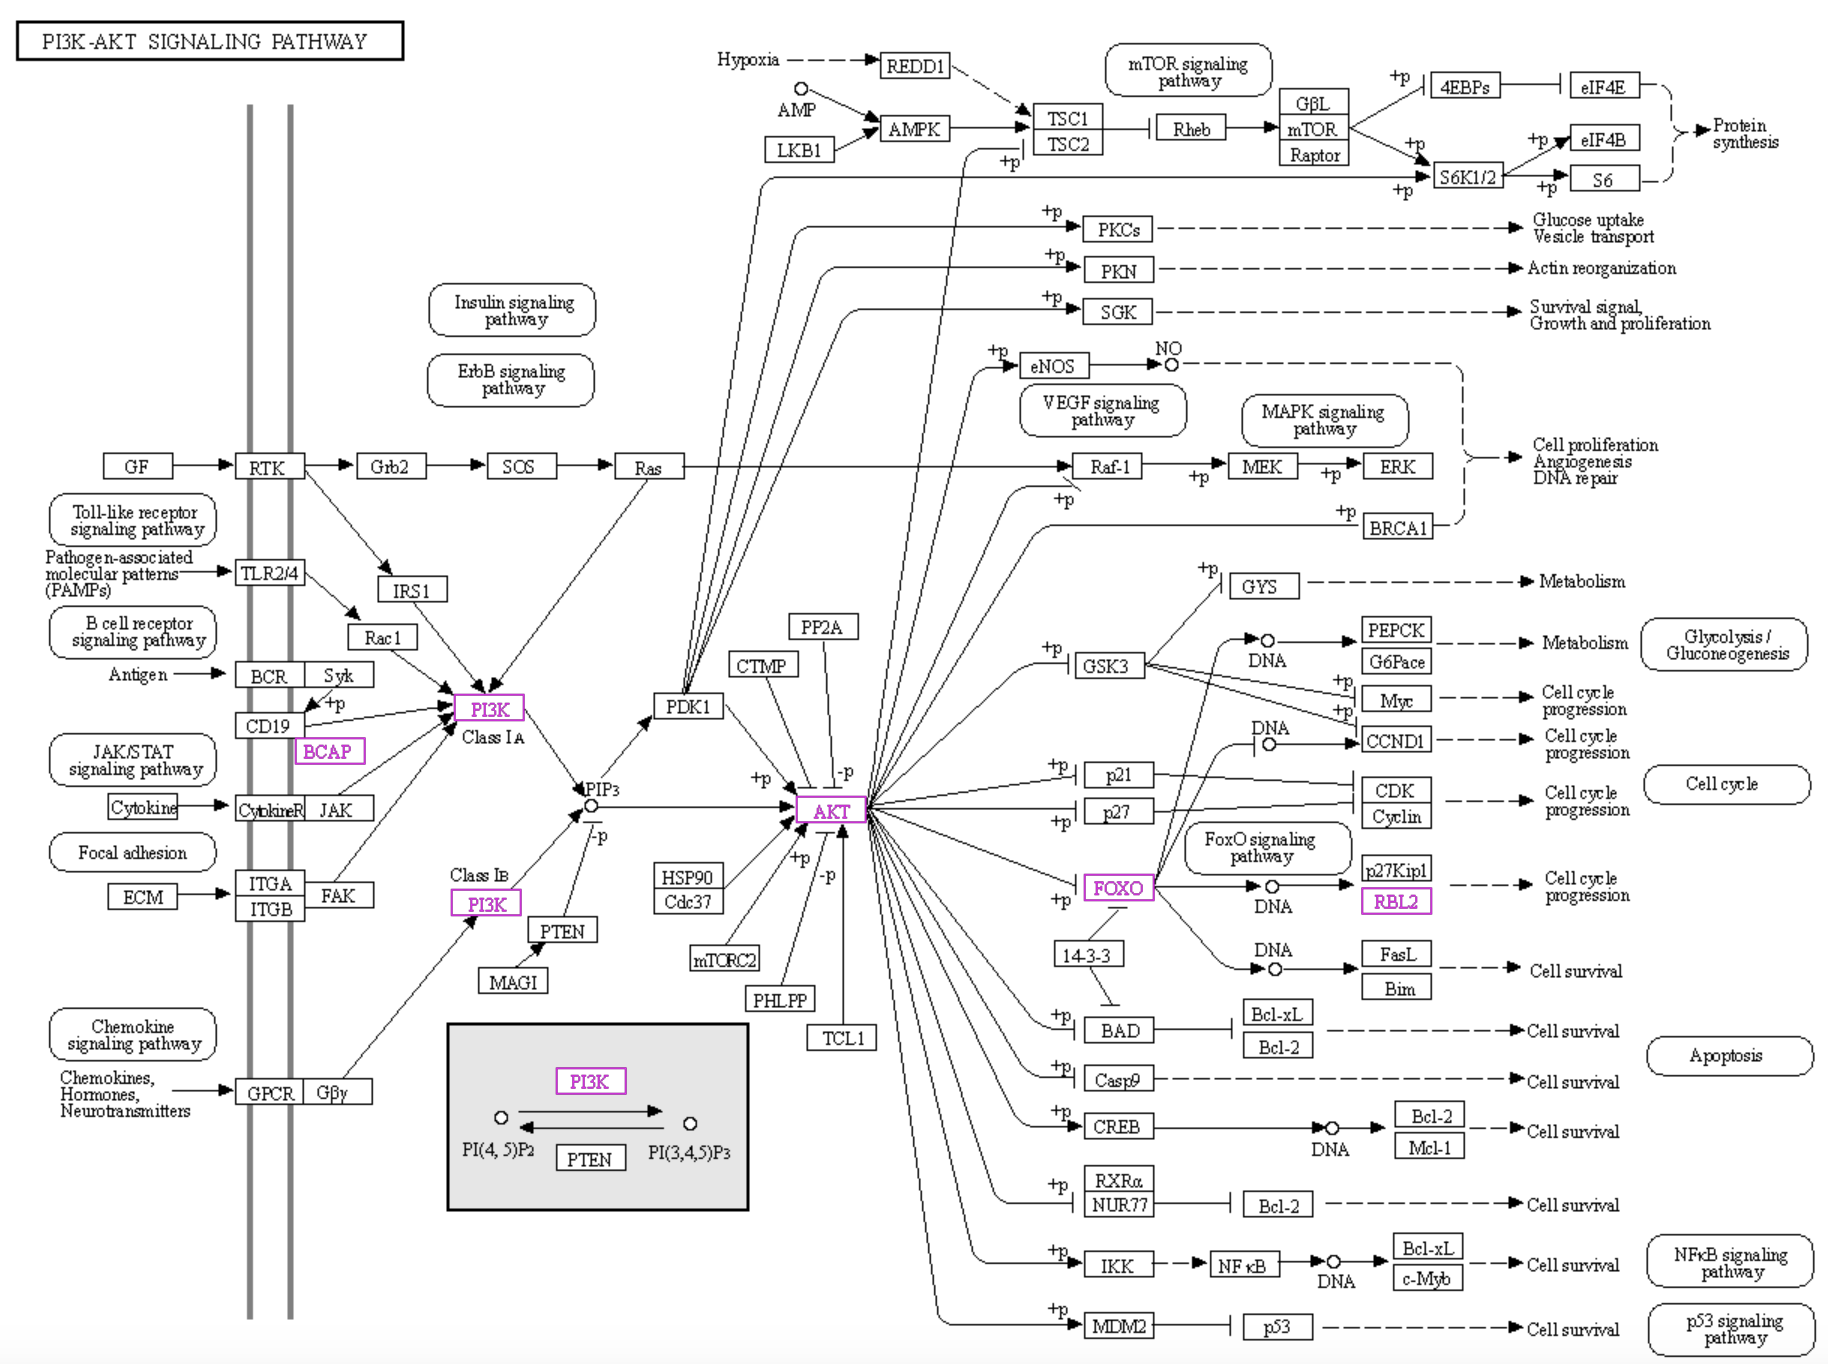 PI3K-AKT SIGNALING PATHWAY
Hypoxia
REDD1
mTOR signaling
pathway
+p
4EBPs
eIF4E
AMP
AMPK
LKB1
TSC1
TSC2
+p
Rheb
GβL
mTOR
Raptor
+p
S6K1/2
+p
+p
eIF4B
+p
S6
Protein
synthesis
+p
PKCs
Glucose uptake
Vesicle transport
+p
PKN
Actin reorganization
+p
SGK
Survival signal,
Growth and proliferation
Insulin signaling
pathway
ErbB signaling
pathway
+p
eNOS
NO
VEGF signaling
pathway
MAPK signaling
pathway
GF
RTK
Grb2
SOS
Ras
Raf-1
+p
MEK
+p
ERK
+p
Cell proliferation
Angiogenesis
DNA repair
+p
BRCA1
Toll-like receptor
signaling pathway
Pathogen-associated
molecular patterns
(PAMPs)
TLR2/4
IRS1
Rac1
B cell receptor
signaling pathway
Antigen
BCR
Syk
+p
CD19
BCAP
PI3K
Class IA
JAK/STAT
signaling pathway
Cytokine
CytokineR
JAK
Focal adhesion
ECM
ITGA
ITGB
FAK
Class IB
PI3K
PIP3
-p
PTEN
MAGI
Chemokine
signaling pathway
Chemokines,
Hormones,
Neurotransmitters
GPCR
Gβγ
PI3K
PI(4, 5)P2
PI(3,4,5)P3
PTEN
PDK1
CTMP
PP2A
+p
-p
AKT
HSP90
Cdc37
+p
-p
mTORC2
PHLPP
TCL1
+p
GYS
Metabolism
+p
GSK3
DNA
PEPCK
G6Pace
Metabolism
Glycolysis /
Gluconeogenesis
+p
Myc
Cell cycle
progression
+p
DNA
CCND1
Cell cycle
progression
+p
p21
+p
p27
CDK
Cyclin
Cell cycle
progression
Cell cycle
FoxO signaling
pathway
FOXO
+p
DNA
p27Kip1
RBL2
Cell cycle
progression
14-3-3
DNA
FasL
Bim
Cell survival
+p
BAD
Bcl-xL
Bcl-2
Cell survival
Apoptosis
+p
Casp9
Cell survival
+p
CREB
DNA
Bcl-2
Mcl-1
Cell survival
+p
RXRα
NUR77
Bcl-2
Cell survival
+p
IKK
NFκB
DNA
Bcl-xL
c-Myb
Cell survival
NFκB signaling
pathway
+p
MDM2
p53
Cell survival
p53 signaling
pathway